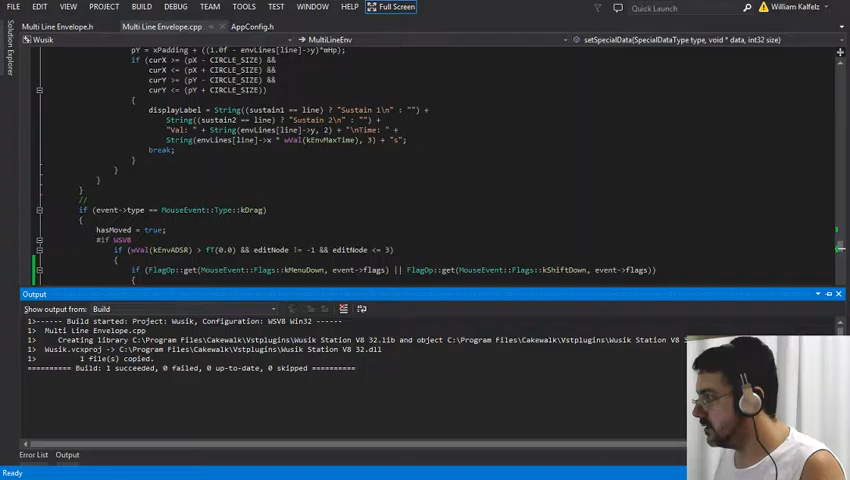 FILE EDIT VIEW PROJECT BUILD DEBUG TEAM TOOLS TEST WINDOW HELP Full Screen Quick Launch William Kalfelz
Multi Line Envelope.h Multi Line Envelope.cpp AppConfig.h
Solution Explorer
Wusik MultiLineEnv setSpecialData(SpecialDataType type, void * data, int32 size)
pY = xPadding + ((1.0f - envLines[line]->y)*mHp);
if (curX >= (pX - CIRCLE_SIZE) &&
curX <= (pX + CIRCLE_SIZE) &&
curY >= (pY - CIRCLE_SIZE) &&
curY <= (pY + CIRCLE_SIZE))
{
displayLabel = String((sustain1 == line) ? "Sustain 1\n" : "") +
String((sustain2 == line) ? "Sustain 2\n" : "") +
"Val: " + String(envLines[line]->y, 2) + "\nTime: " +
String(envLines[line]->x * wVal(kEnvMaxTime), 3) + "s";
break;
}
}
}
}
//
if (event->type == MouseEvent::Type::kDrag)
{
hasMoved = true;
#if WSV8
if (wVal(kEnvADSR) > fT(0.0) && editNode != -1 && editNode <= 3)
{
if (FlagOp::get(MouseEvent::Flags::kMenuDown, event->flags) || FlagOp::get(MouseEvent::Flags::kShiftDown, event->flags))
{
Output
Show output from: Build
1>------ Build started: Project: Wusik, Configuration: WSV8 Win32 ------
1> Multi Line Envelope.cpp
1> Creating library C:\Program Files\Cakewalk\Vstplugins\Wusik Station V8 32.lib and object C:\Program Files\Cakewalk\Vstplugins\Wusik Station V8 32
1> Wusik.vcxproj -> C:\Program Files\Cakewalk\Vstplugins\Wusik Station V8 32.dll
1> 1 file(s) copied.
========== Build: 1 succeeded, 0 failed, 0 up-to-date, 0 skipped ==========
Error List Output
Ready